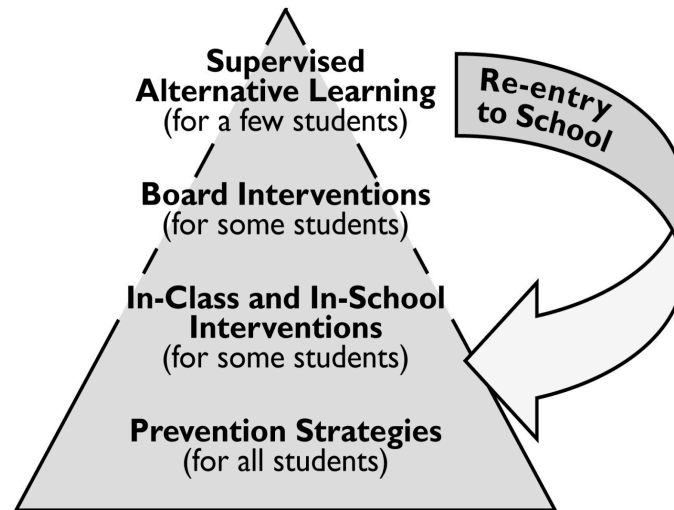 Supervised
Alternative Learning
(for a few students)
Re-entry
to School
Board Interventions
(for some students)
In-Class and In-School
Interventions
(for some students)
Prevention Strategies
(for all students)